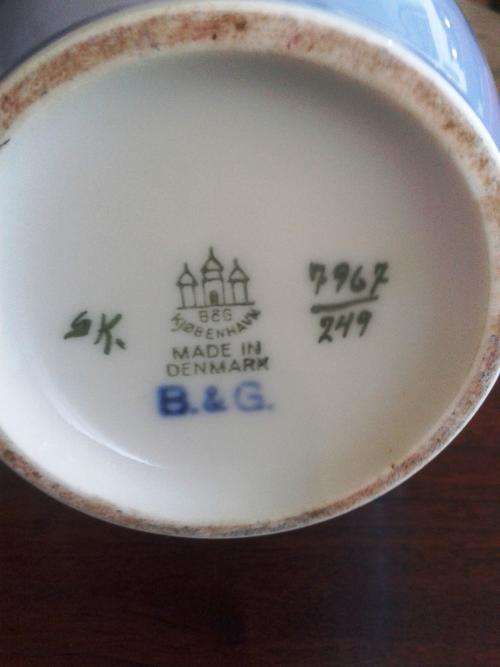 SK.
B&G
KJØBENHAVN
MADE IN
DENMARK
B. & G.
7967
249